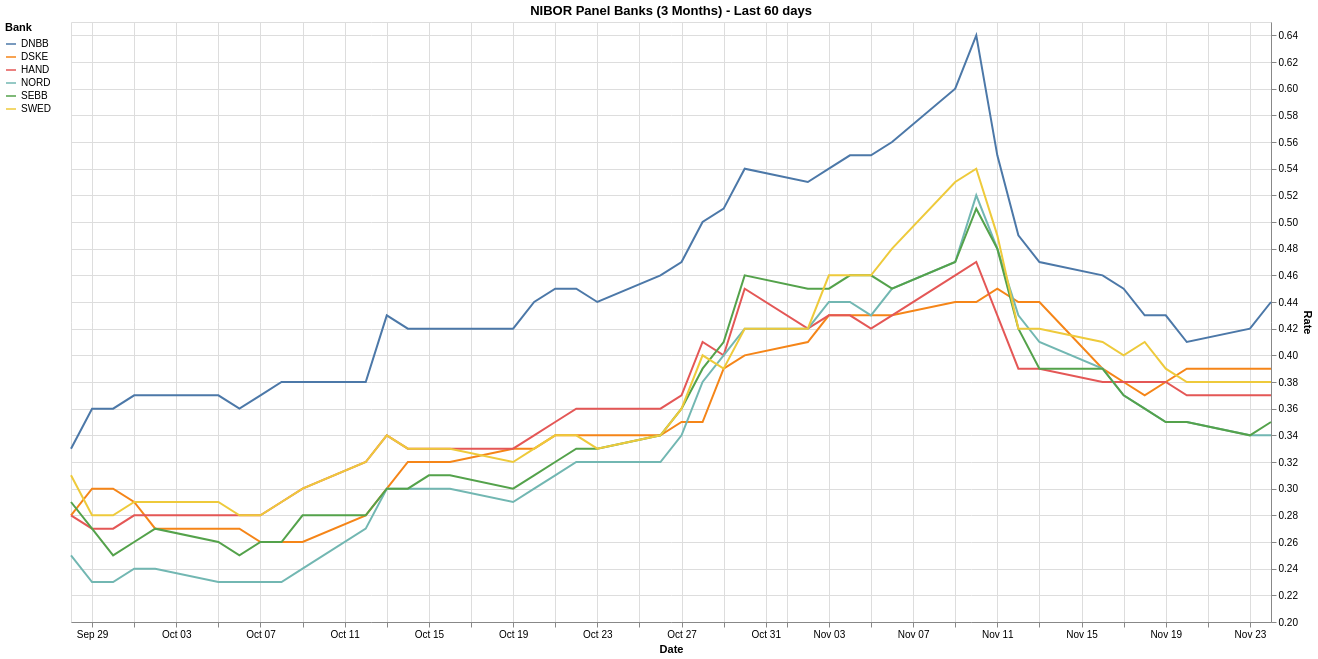 NIBOR Panel Banks (3 Months) - Last 60 days
Bank
DNBB
DSKE
HAND
NORD
SEBB
SWED
0.64
0.62
0.60
0.58
0.56
0.54
0.52
0.50
0.48
0.46
0.44
0.42
0.40
0.38
0.36
0.34
0.32
0.30
0.28
0.26
0.24
0.22
0.20
Rate
Sep 29 Oct 03 Oct 07 Oct 11 Oct 15 Oct 19 Oct 23 Oct 27 Oct 31 Nov 03 Nov 07 Nov 11 Nov 15 Nov 19 Nov 23
Date